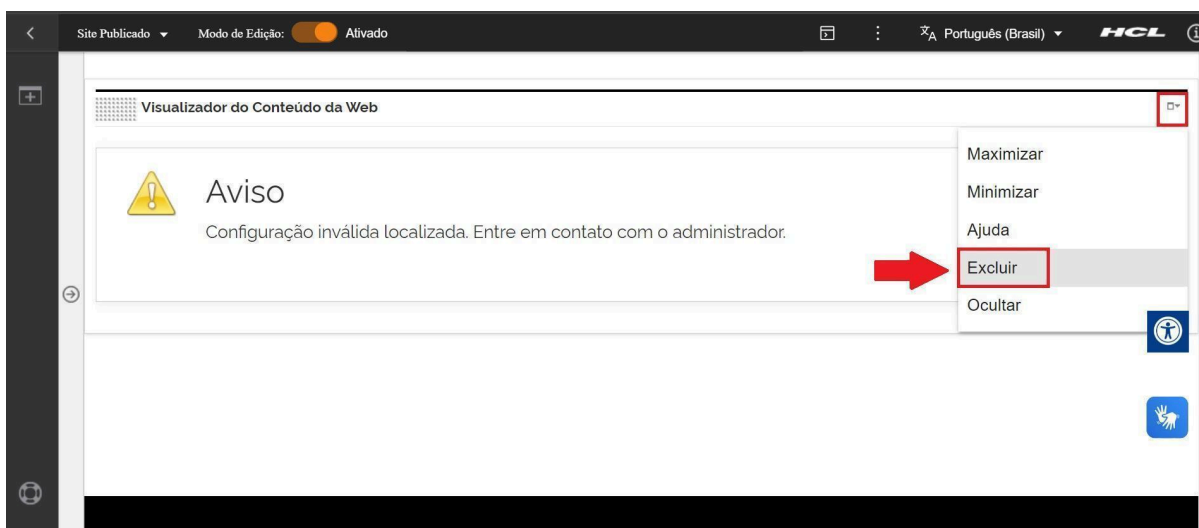 Site Publicado
Modo de Edição:
Ativado
Português (Brasil)
HCL
Visualizador do Conteúdo da Web
Aviso
Configuração inválida localizada. Entre em contato com o administrador.
Maximizar
Minimizar
Ajuda
Excluir
Ocultar